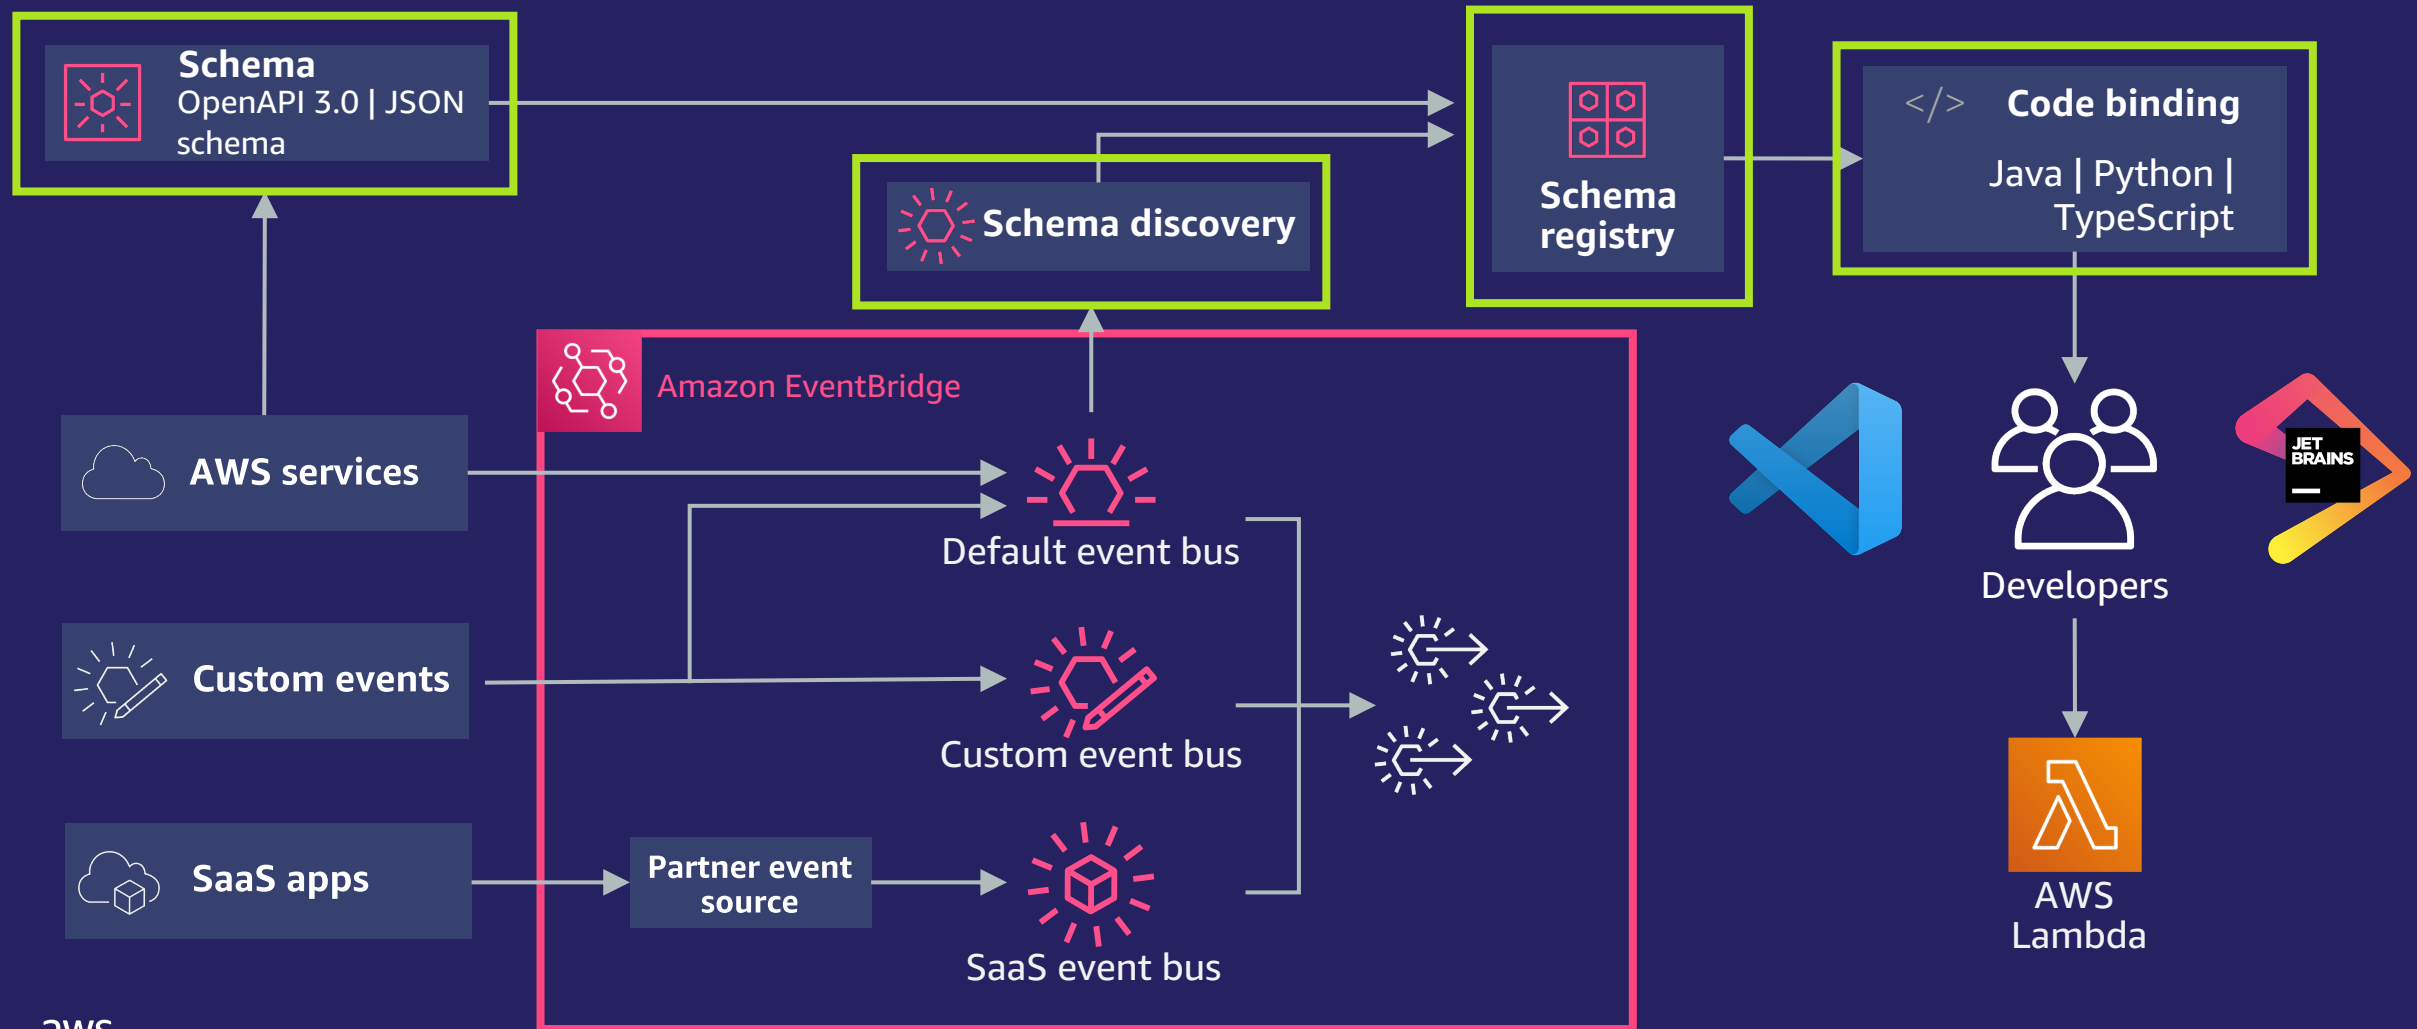 Schema
OpenAPI 3.0 | JSON
schema
Schema discovery
Schema
registry
</> Code binding
Java | Python |
TypeScript
Amazon EventBridge
AWS services
Default event bus
Custom events
Custom event bus
SaaS apps
Partner event
source
SaaS event bus
JET
BRAINS
Developers
AWS
Lambda
aws